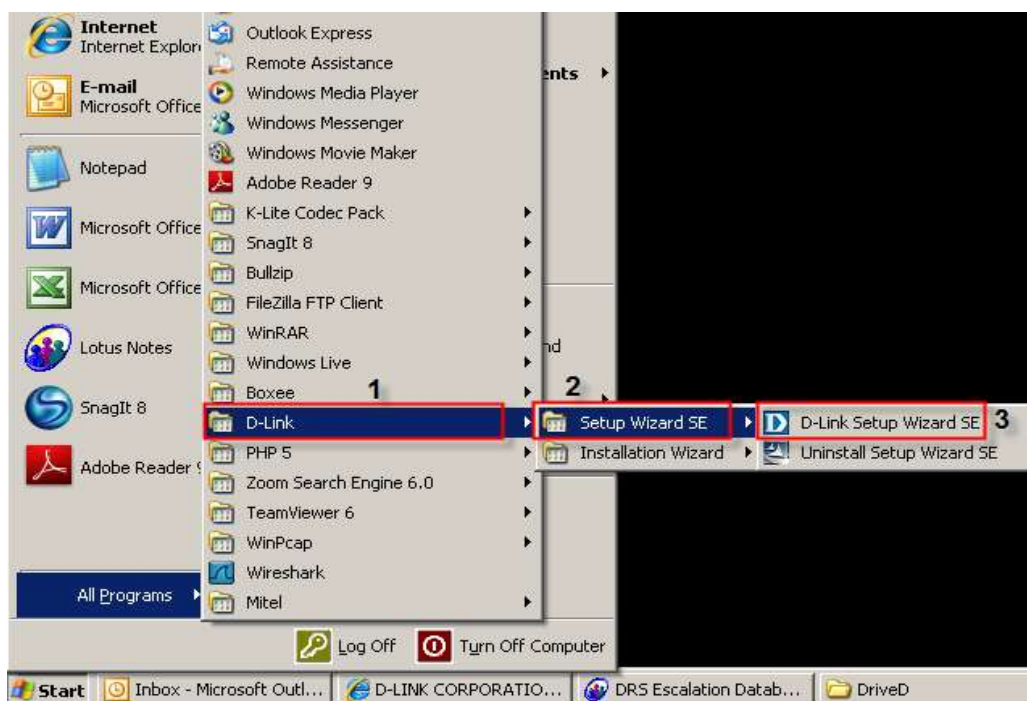 Internet
Internet Explor
E-mail
Microsoft Office
Notepad
Microsoft Office
Microsoft Office
Lotus Notes
SnagIt 8
Adobe Reader 9
All Programs
Outlook Express
Remote Assistance
Windows Media Player
Windows Messenger
Windows Movie Maker
Adobe Reader 9
K-Lite Codec Pack
SnagIt 8
Bullzip
FileZilla FTP Client
WinRAR
Windows Live
Boxee
1
D-Link
PHP 5
Zoom Search Engine 6.0
TeamViewer 6
WinPcap
Wireshark
Mitel
ents
nd
2
Setup Wizard SE
Installation Wizard
D-Link Setup Wizard SE
3
Uninstall Setup Wizard SE
Log Off
Turn Off Computer
Start
Inbox - Microsoft Outl...
D-LINK CORPORATIO...
DRS Escalation Datab...
DriveD